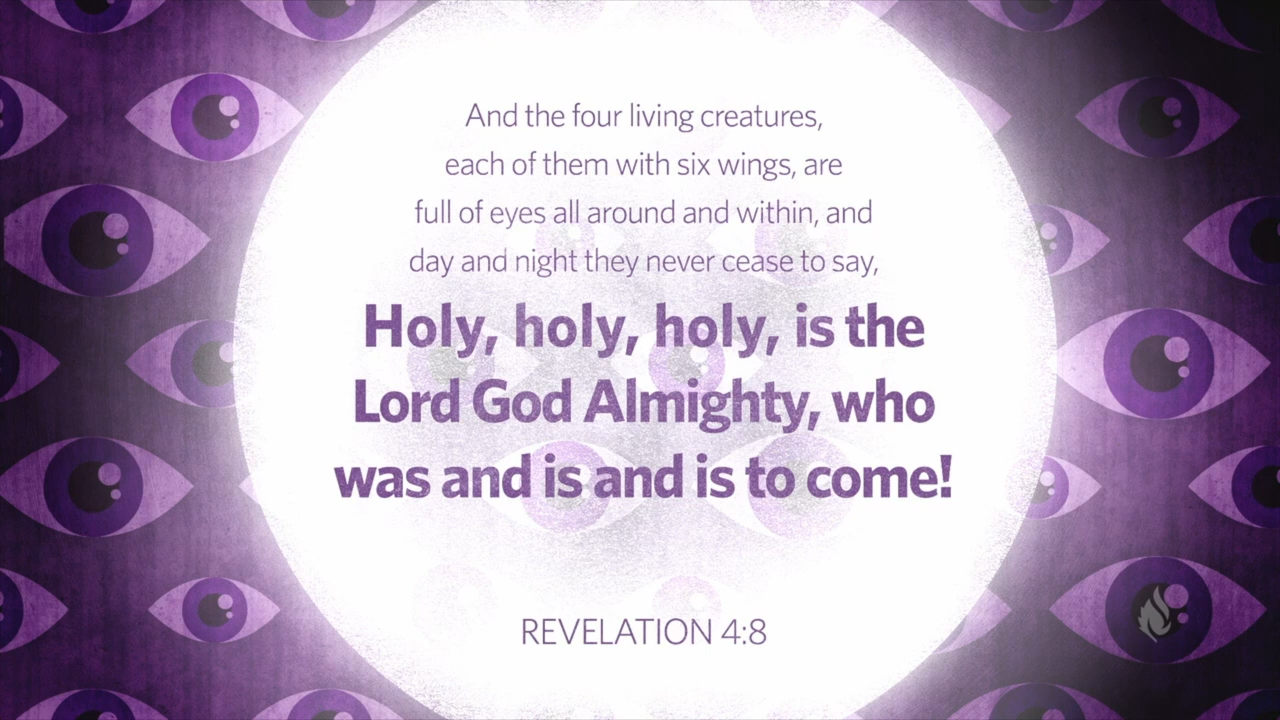 And the four living creatures,
each of them with six wings, are
full of eyes all around and within, and
day and night they never cease to say,
Holy, holy, holy, is the
Lord God Almighty, who
was and is and is to come!
REVELATION 4:8